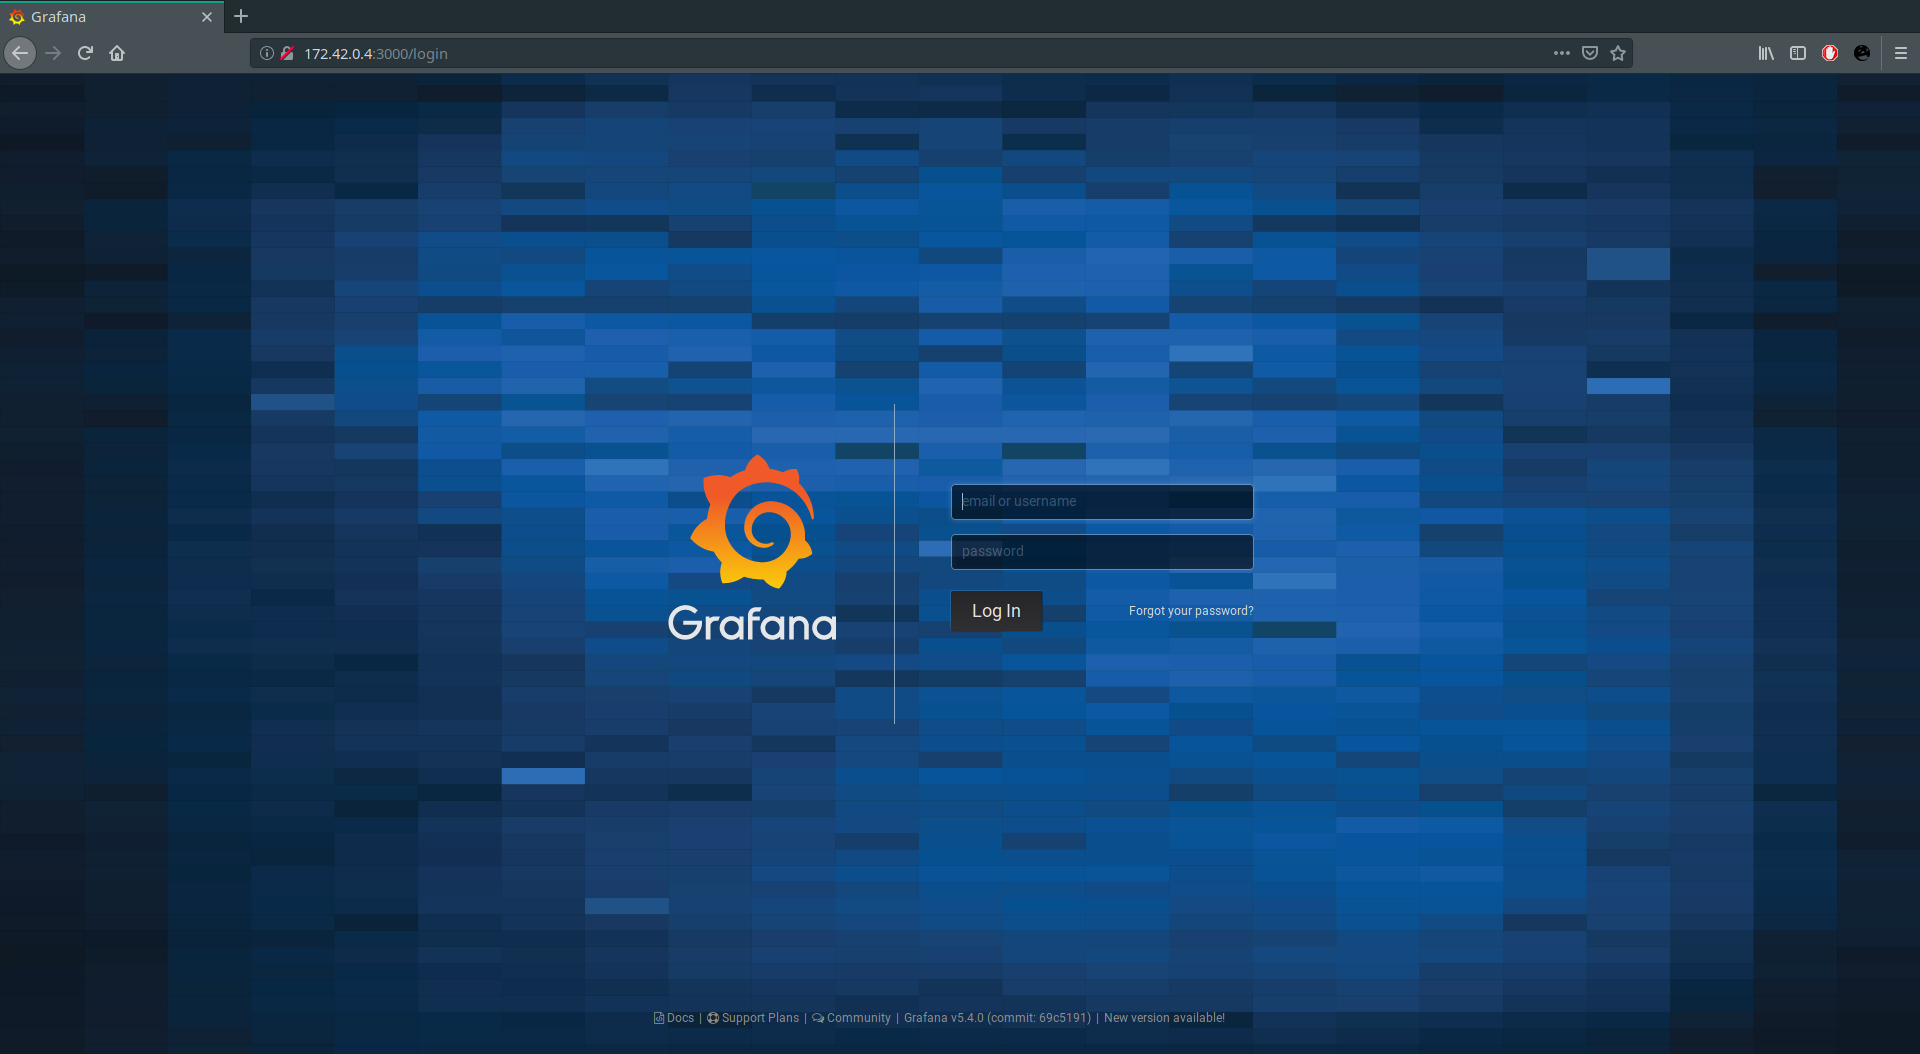 Grafana
172.42.0.4:3000/login
email or username
password
Log In
Forgot your password?
Grafana
Docs | Support Plans | Community | Grafana v5.4.0 (commit: 69c5191) | New version available!